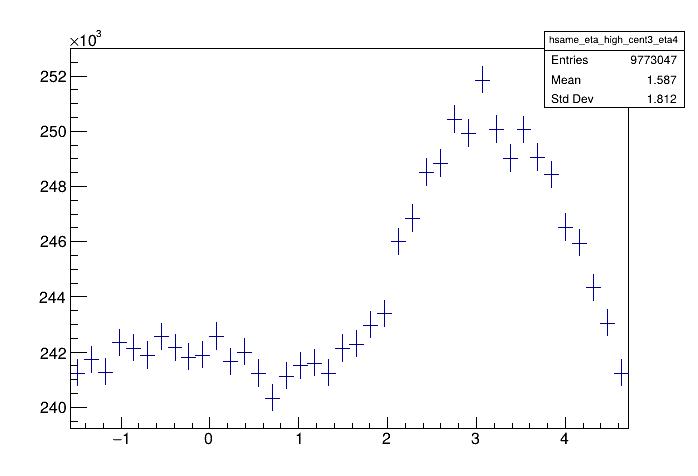 ×10³
hsame_eta_high_cent3_eta4
Entries 9773047
Mean 1.587
Std Dev 1.812
252
250
248
246
244
242
240
−1 0 1 2 3 4